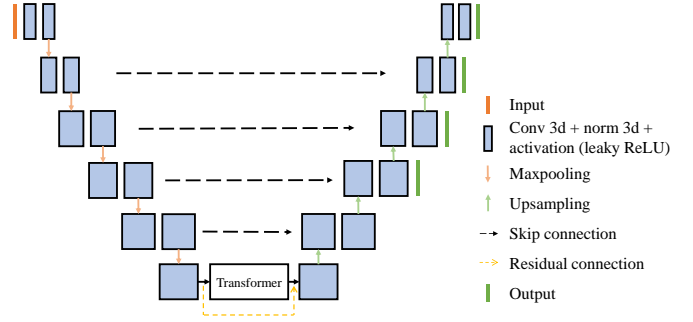 Input
Conv 3d + norm 3d +
activation (leaky ReLU)
Maxpooling
Upsampling
Skip connection
Residual connection
Output
Transformer